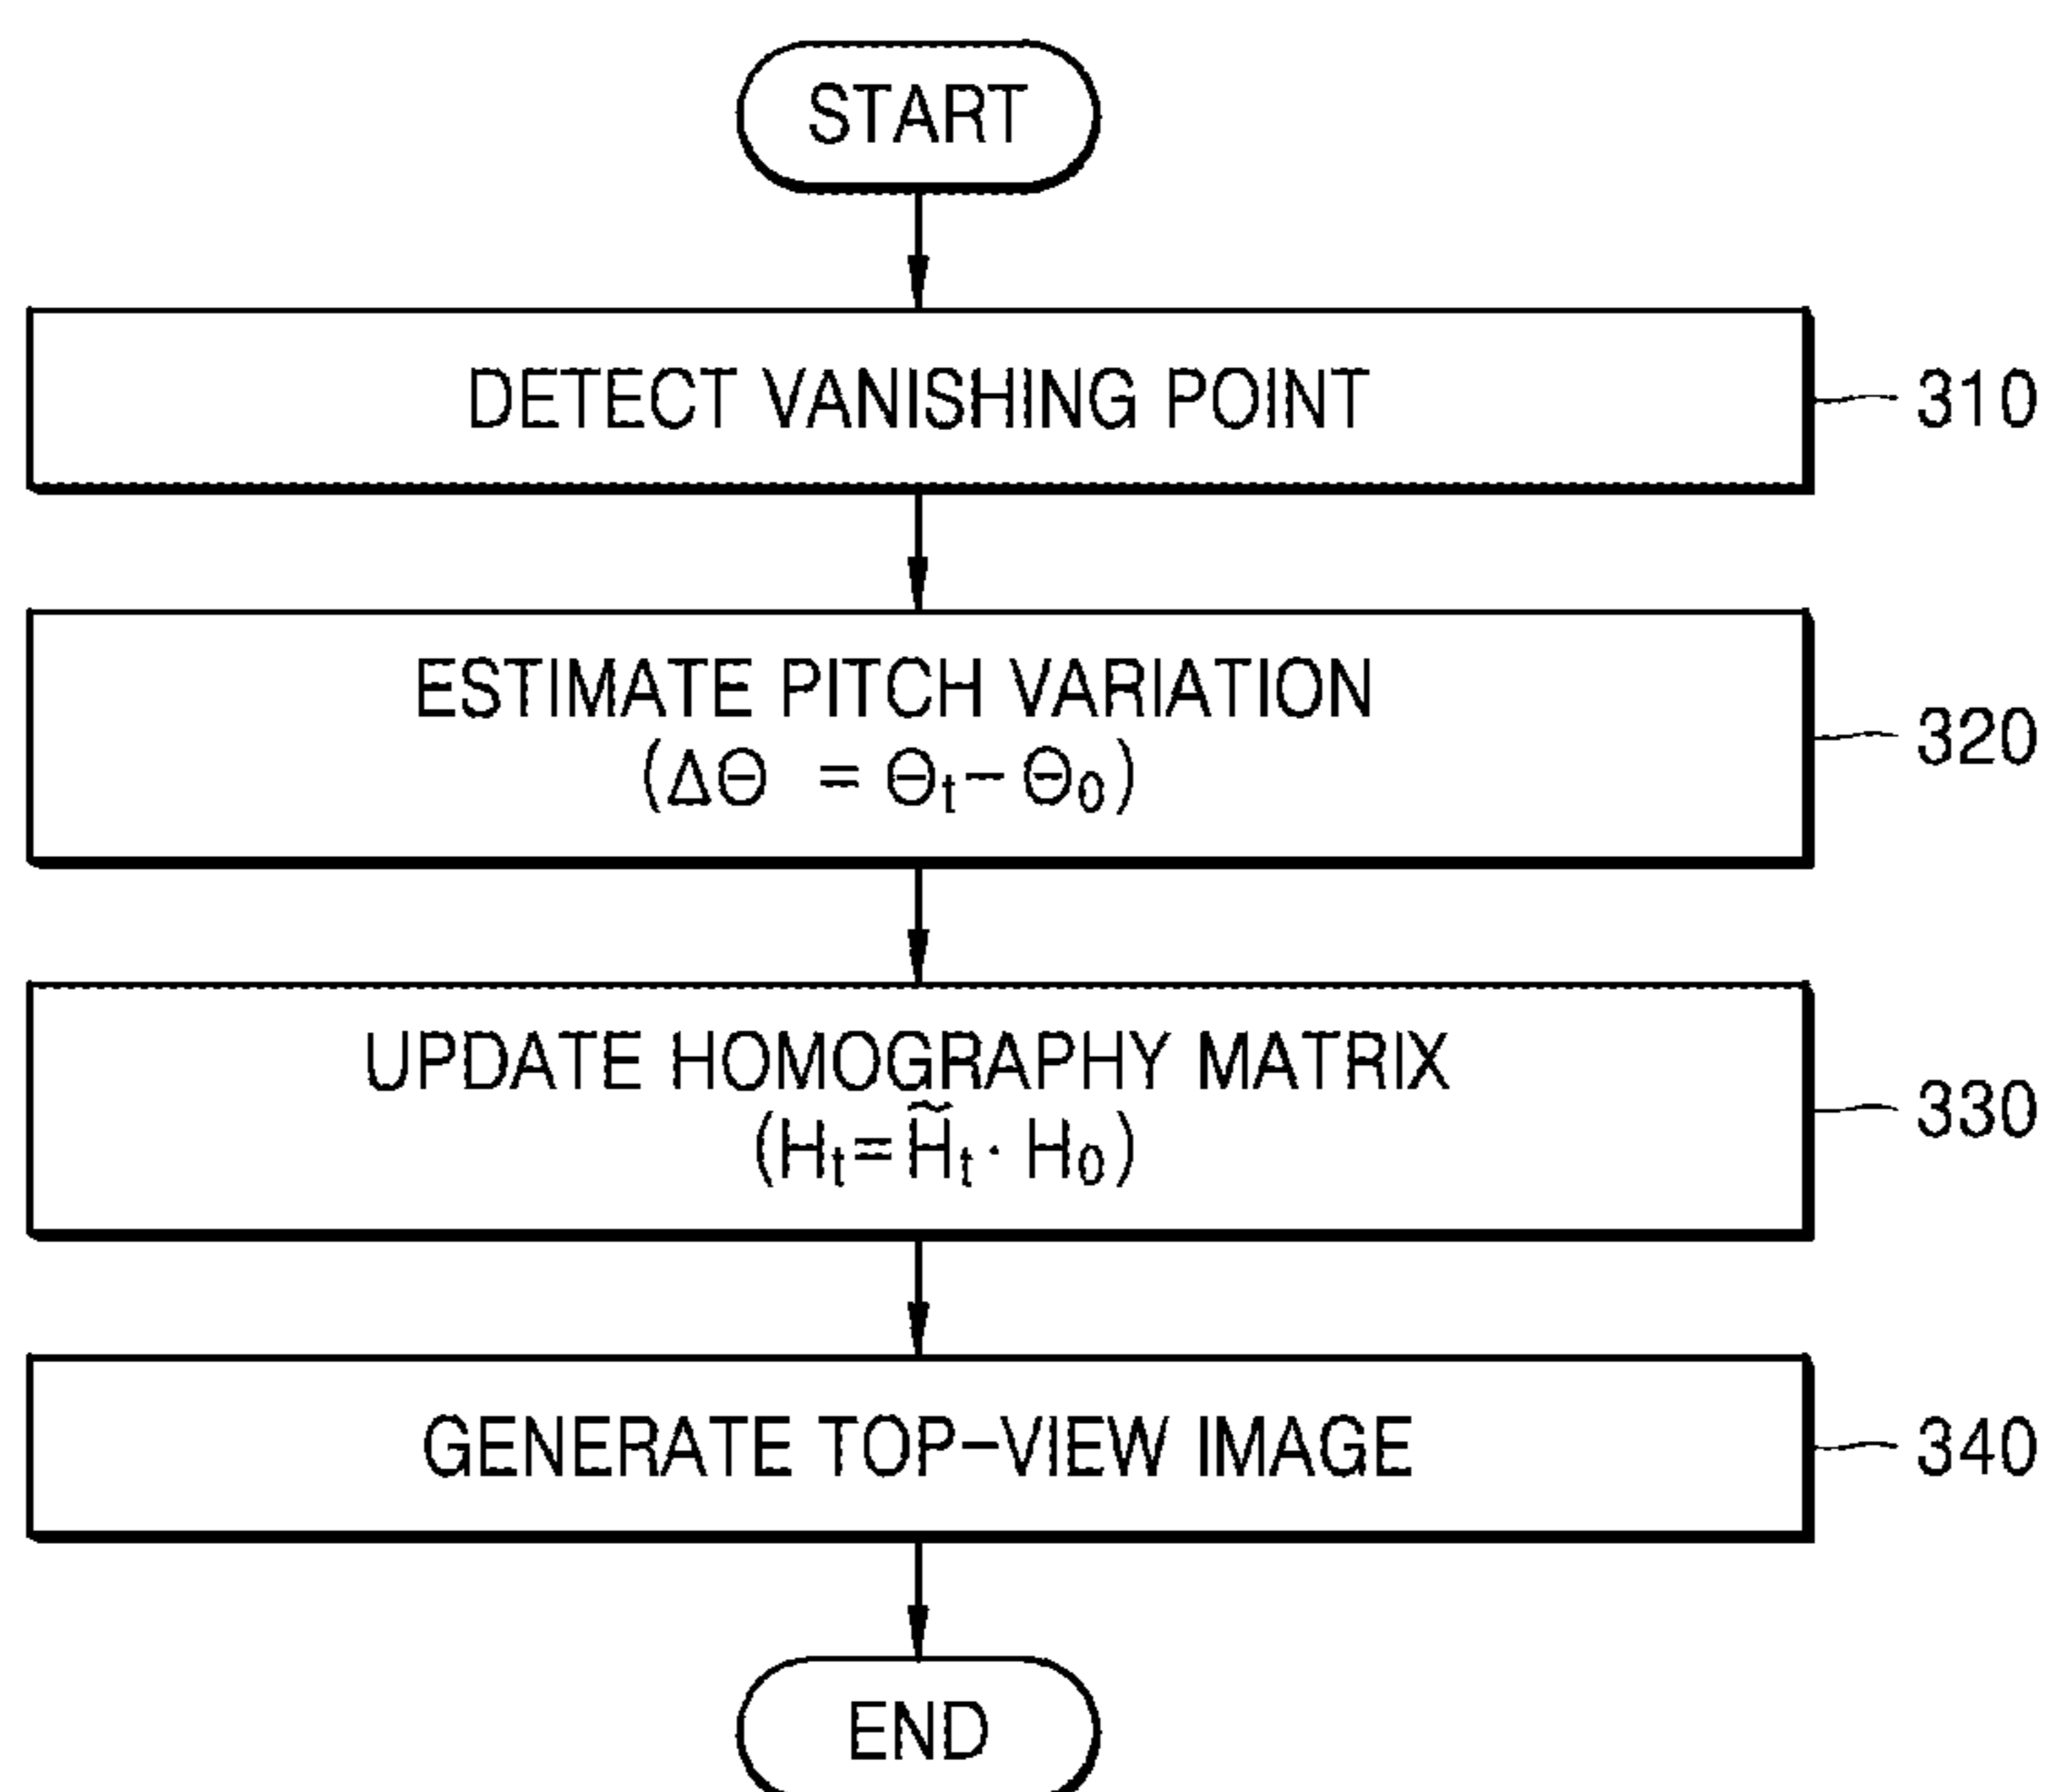 START
DETECT VANISHING POINT
310
ESTIMATE PITCH VARIATION
(ΔΘ = Θt− Θ0)
320
UPDATE HOMOGRAPHY MATRIX
(Ht= H̃t· H0)
330
GENERATE TOP-VIEW IMAGE
340
END